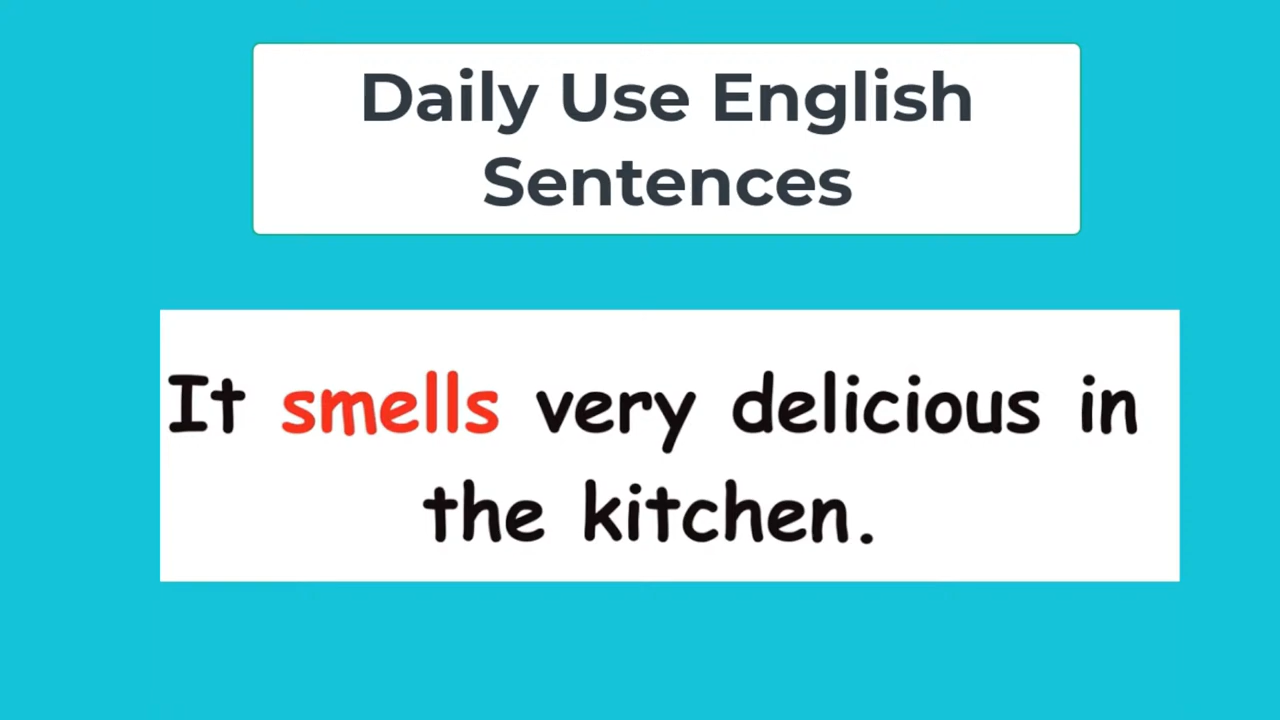 Daily Use English
Sentences
It smells very delicious in
the kitchen.